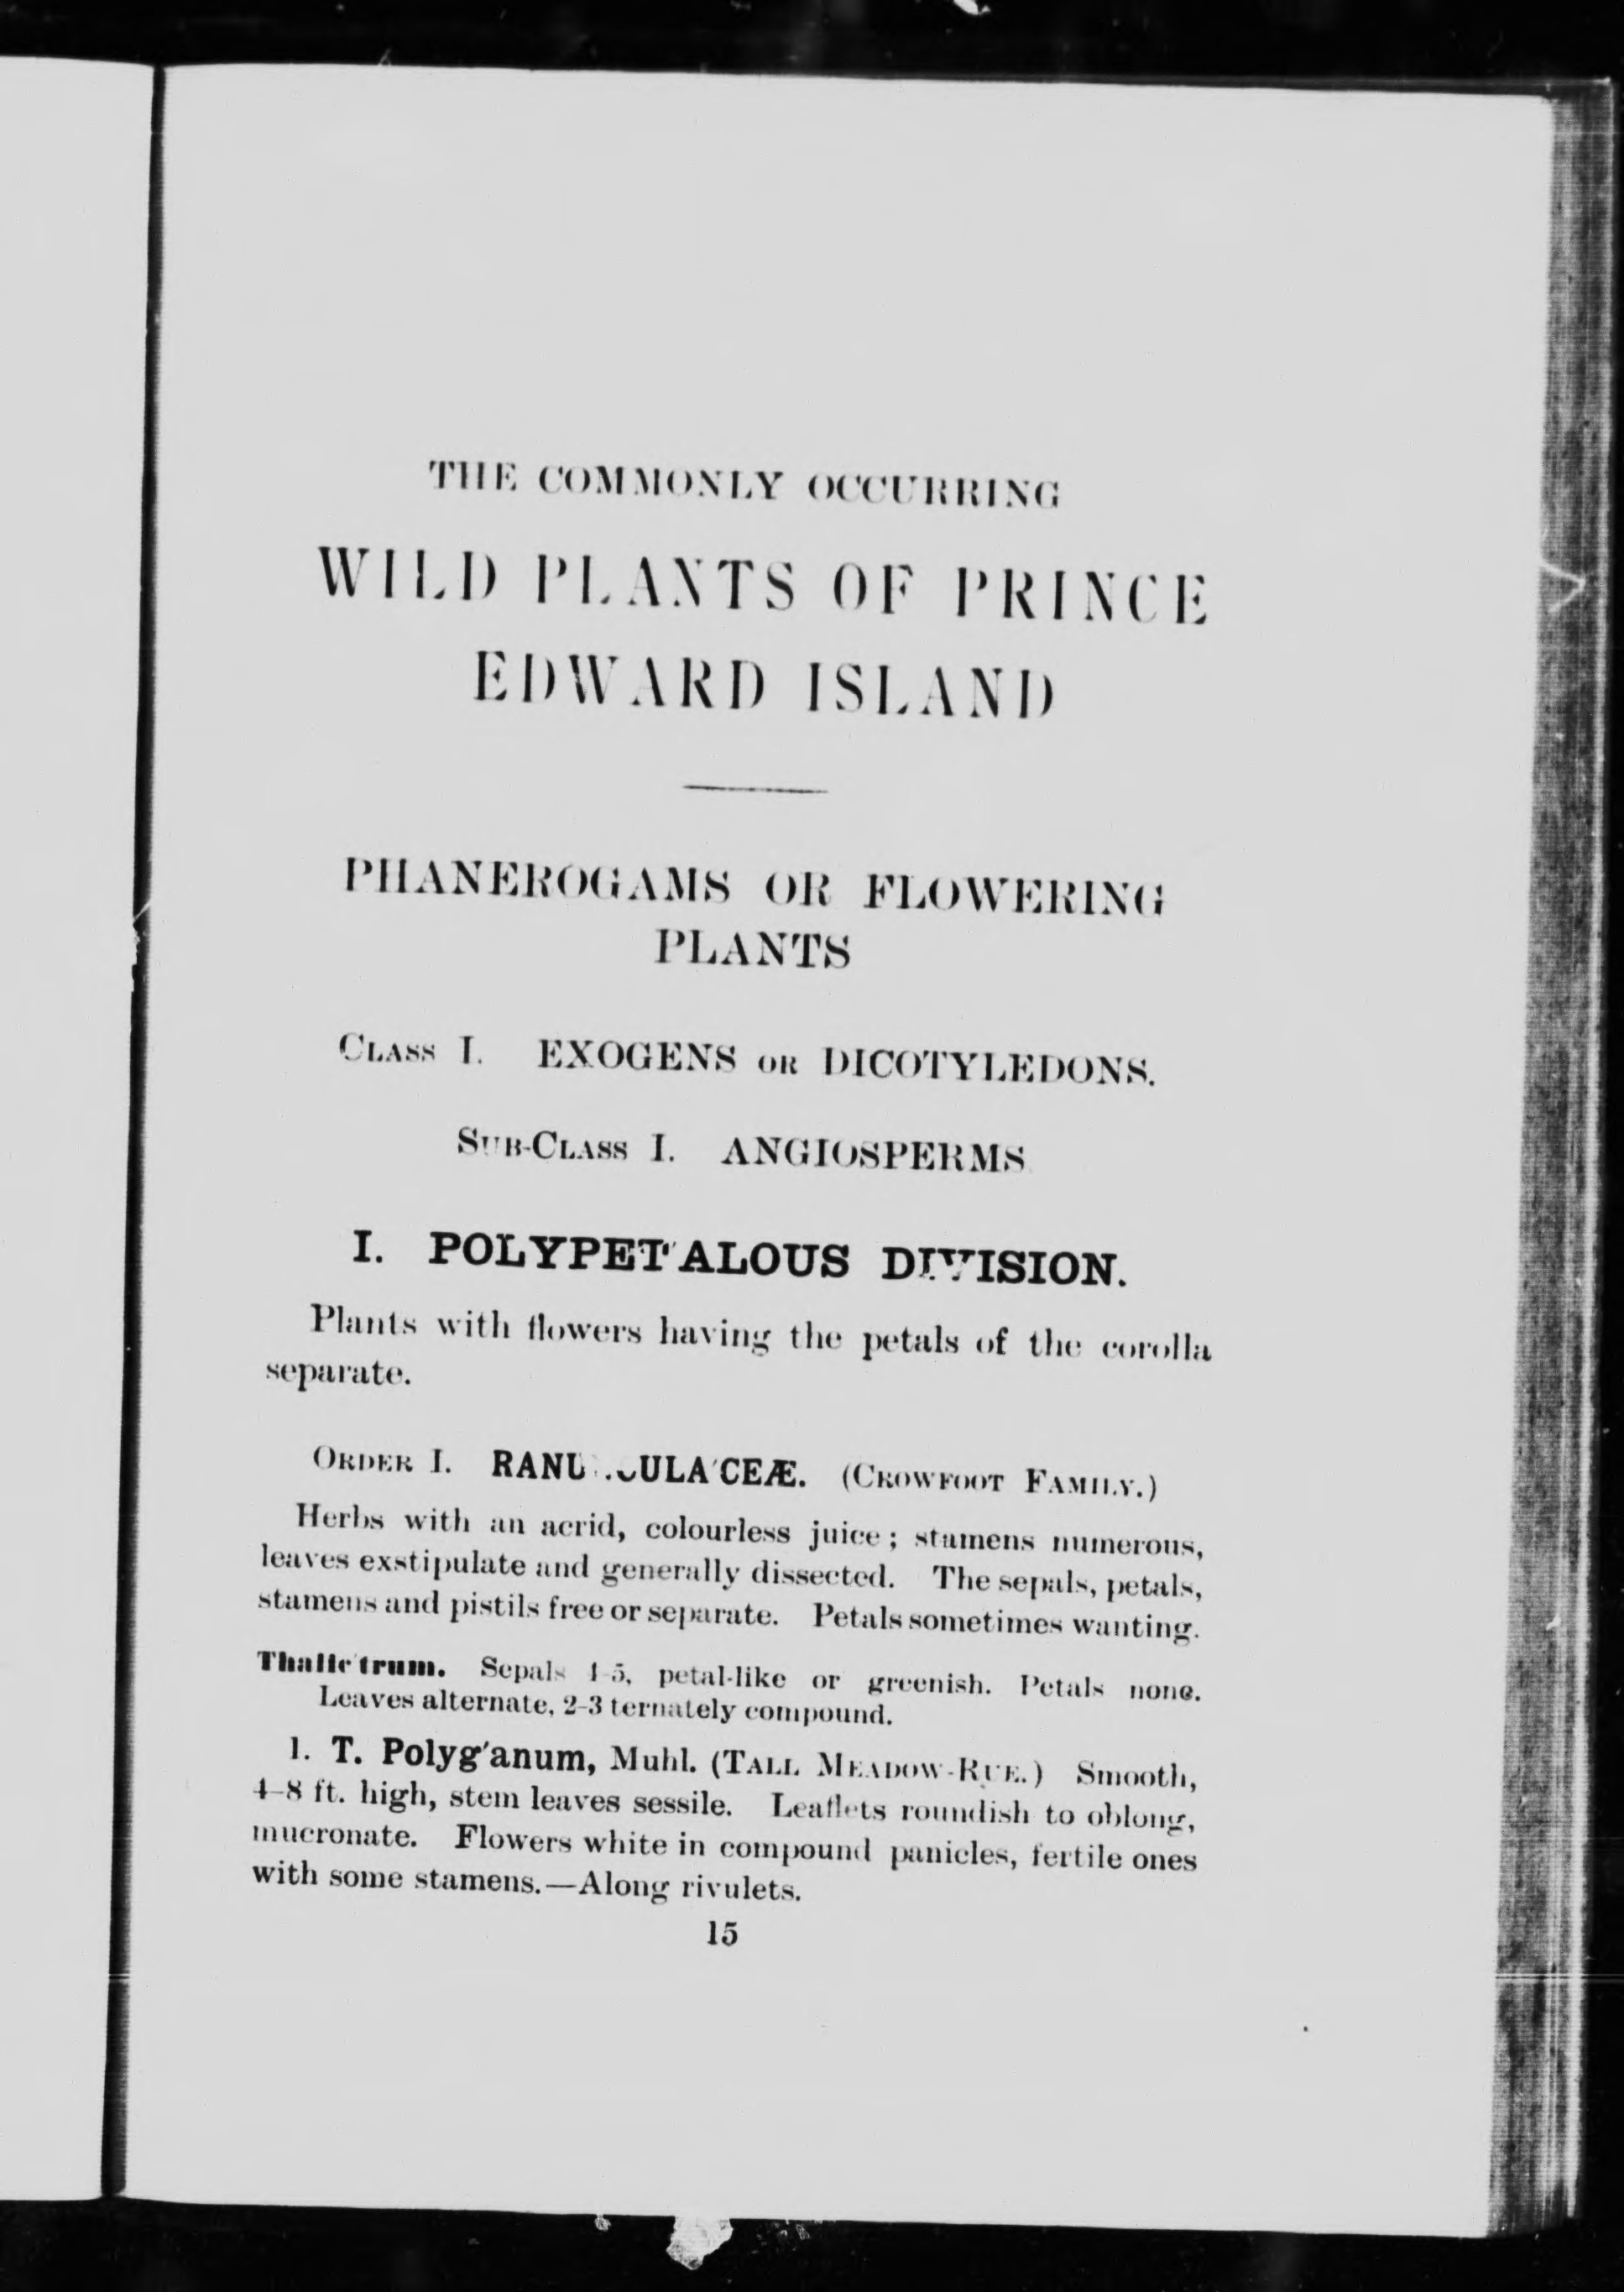 THE COMMONLY OCCURRING
WILD PLANTS OF PRINCE
EDWARD ISLAND
PHANEROGAMS OR FLOWERING
PLANTS
CLASS I. EXOGENS OR DICOTYLEDONS.
SUB-CLASS I. ANGIOSPERMS
I. POLYPET'ALOUS DIVISION.
Plants with flowers having the petals of the corolla
separate.
ORDER I. (CROWFOOT FAMILY.)
Herbs with an acrid, colourless juice; stamens numerous,
leaves exstipulate and generally dissected. The sepals, petals,
stamens and pistils free or separate. Petals sometimes wanting.
Thalic'trum. Sepals 4-5, petal-like or greenish. Petals none.
Leaves alternate, 2-3 ternately compound.
1. T. Polyg'anum, Muhl. (TALL MEADOW-RUE.) Smooth,
4-8 ft. high, stem leaves sessile. Leaflets roundish to oblong,
mucronate. Flowers white in compound panicles, fertile ones
with some stamens.—Along rivulets.
15